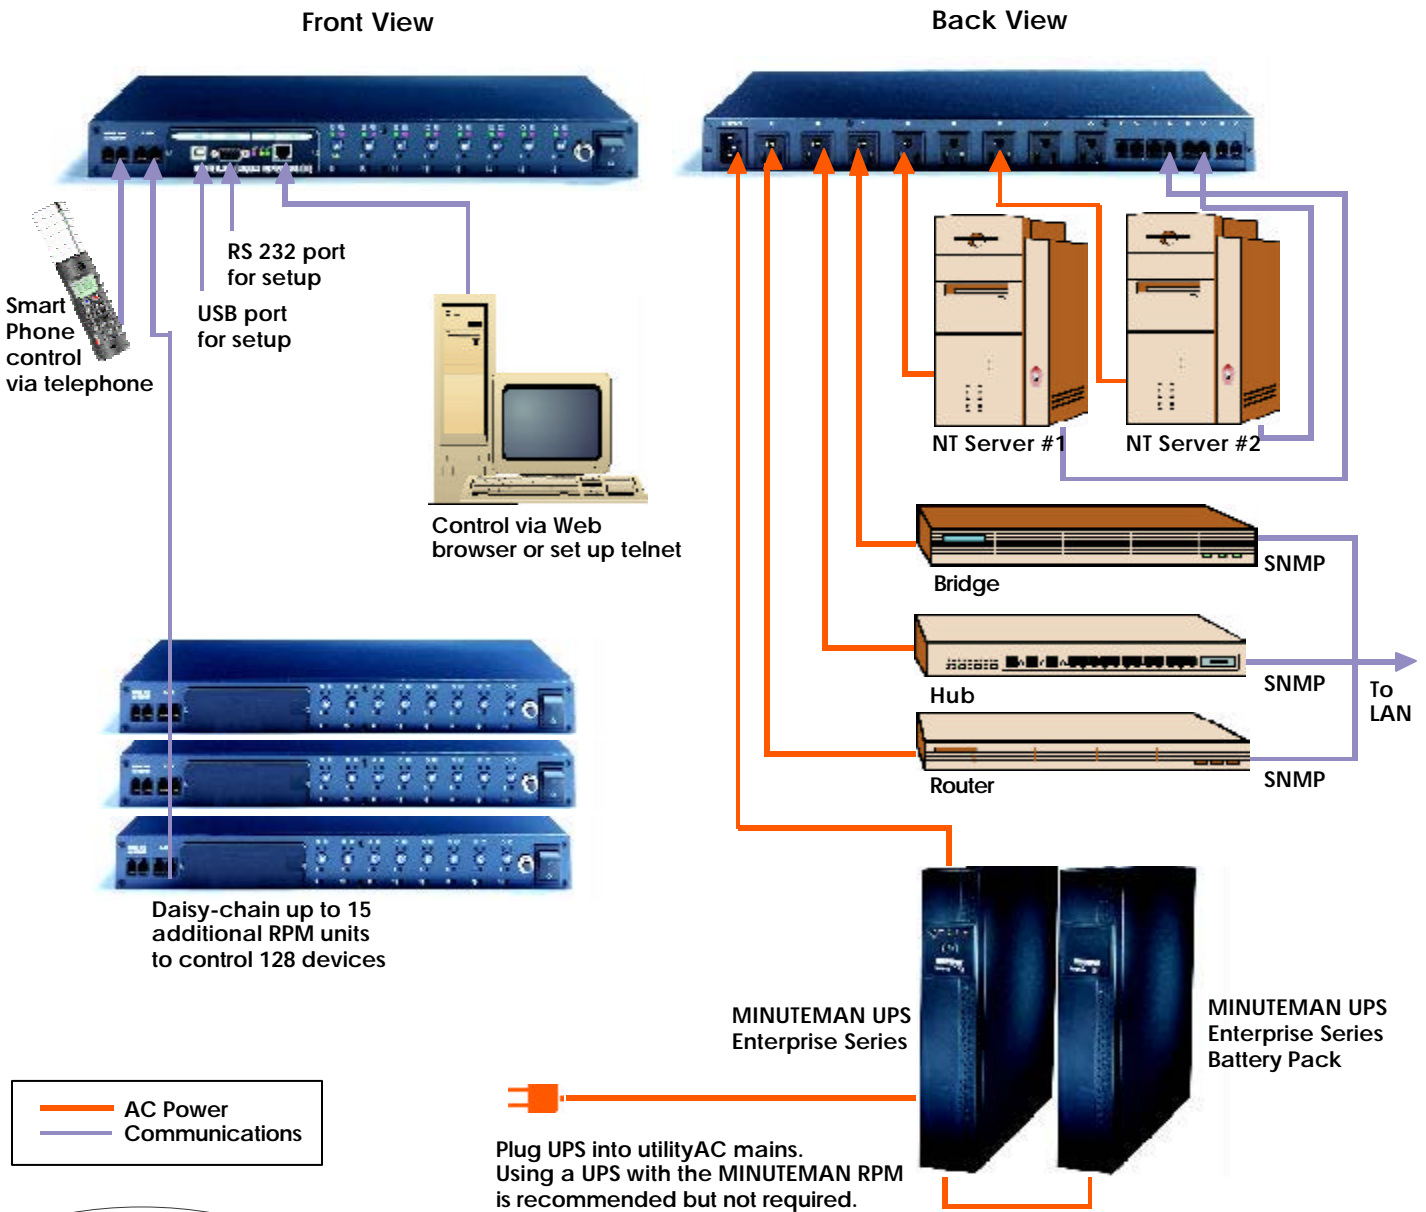 Front View
Back View
RS 232 port
for setup
USB port
for setup
Smart
Phone
control
via telephone
Control via Web
browser or set up telnet
NT Server #1
NT Server #2
Bridge
SNMP
Hub
SNMP
To
LAN
Router
SNMP
Daisy-chain up to 15
additional RPM units
to control 128 devices
MINUTEMAN UPS
Enterprise Series
MINUTEMAN UPS
Enterprise Series
Battery Pack
AC Power
Communications
Plug UPS into utilityAC mains.
Using a UPS with the MINUTEMAN RPM
is recommended but not required.